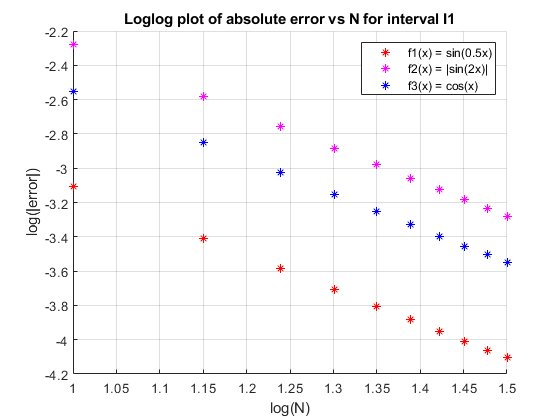 Loglog plot of absolute error vs N for interval I1
-2.2
-2.4
-2.6
-2.8
-3
-3.2
-3.4
-3.6
-3.8
-4
-4.2
log(|error|)
f1(x) = sin(0.5x)
f2(x) = |sin(2x)|
f3(x) = cos(x)
1 1.05 1.1 1.15 1.2 1.25 1.3 1.35 1.4 1.45 1.5
log(N)